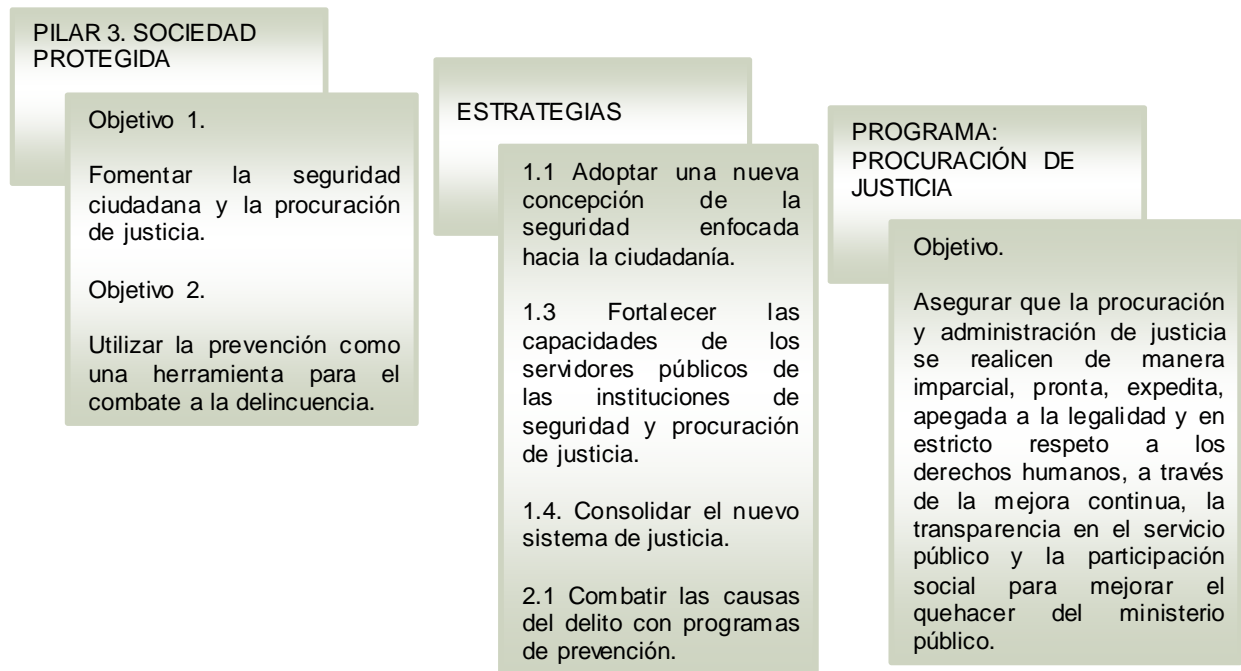 PILAR 3. SOCIEDAD
PROTEGIDA
Objetivo 1.
Fomentar la seguridad
ciudadana y la procuración
de justicia.
Objetivo 2.
Utilizar la prevención como
una herramienta para el
combate a la delincuencia.
ESTRATEGIAS
1.1 Adoptar una nueva
concepción de la
seguridad enfocada
hacia la ciudadanía.
1.3 Fortalecer las
capacidades de los
servidores públicos de
las instituciones de
seguridad y procuración
de justicia.
1.4. Consolidar el nuevo
sistema de justicia.
2.1 Combatir las causas
del delito con programas
de prevención.
PROGRAMA:
PROCURACIÓN DE
JUSTICIA
Objetivo.
Asegurar que la procuración
y administración de justicia
se realicen de manera
imparcial, pronta, expedita,
apegada a la legalidad y en
estricto respeto a los
derechos humanos, a través
de la mejora continua, la
transparencia en el servicio
público y la participación
social para mejorar el
quehacer del ministerio
público.